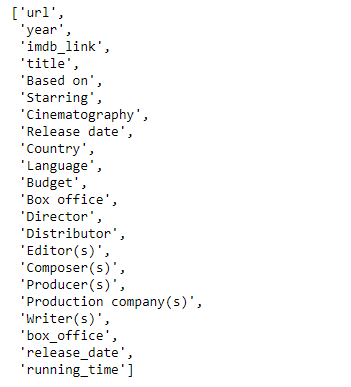 ['url',
'year',
'imdb_link',
'title',
'Based on',
'Starring',
'Cinematography',
'Release date',
'Country',
'Language',
'Budget',
'Box office',
'Director',
'Distributor',
'Editor(s)',
'Composer(s)',
'Producer(s)',
'Production company(s)',
'Writer(s)',
'box_office',
'release_date',
'running_time']